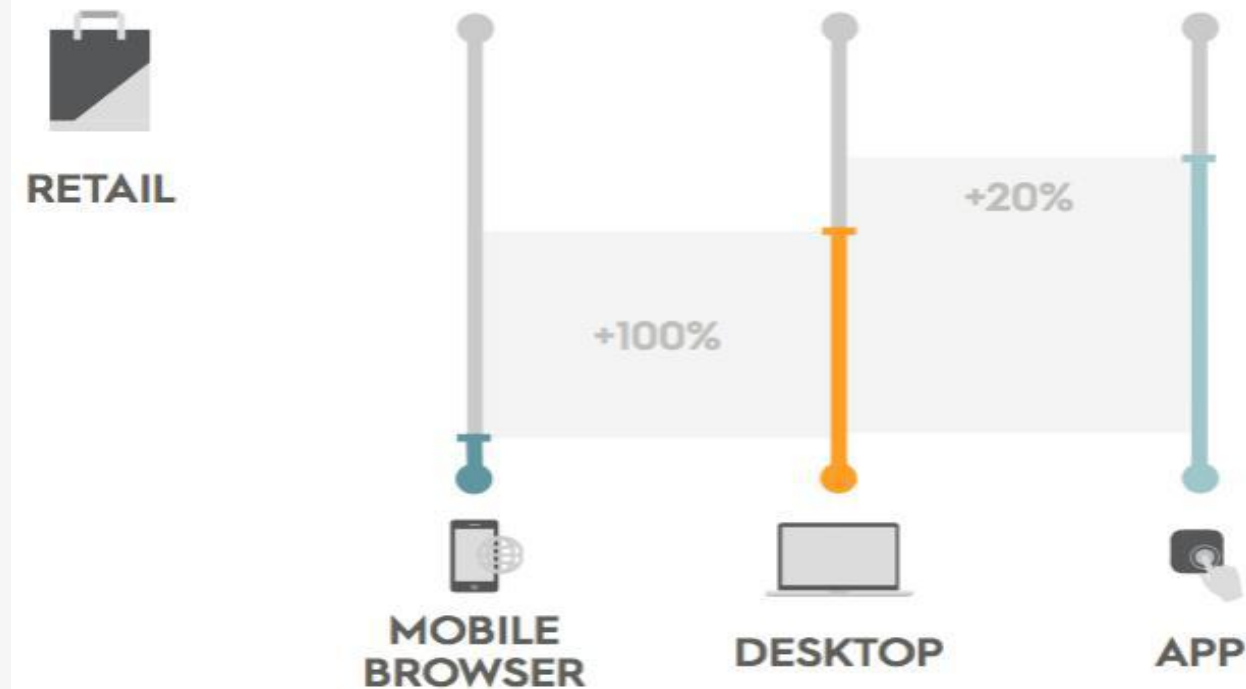 RETAIL
+20%
+100%
MOBILE
BROWSER
DESKTOP
APP